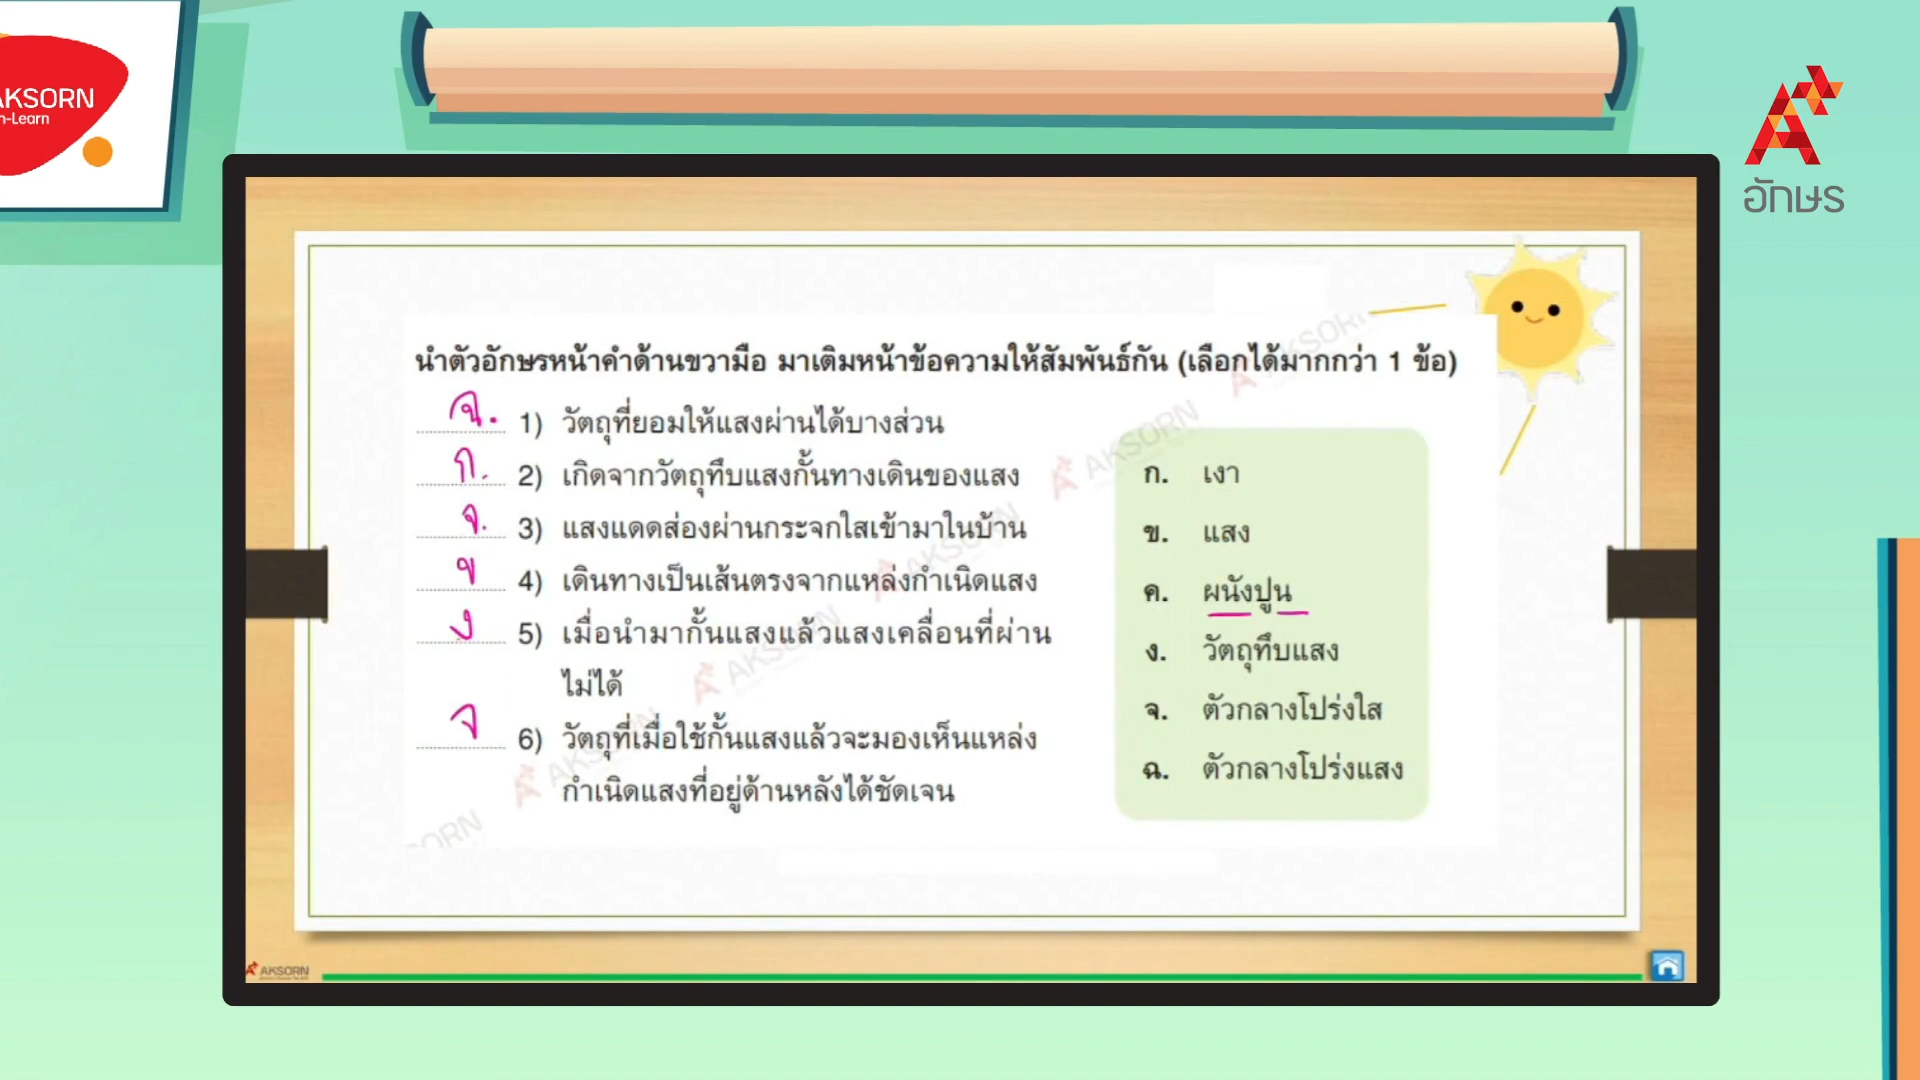 AKSORN
n-Learn
อักษร
นำตัวอักษรหน้าคำด้านขวามือ มาเติมหน้าข้อความให้สัมพันธ์กัน (เลือกได้มากกว่า 1 ข้อ)
ฉ. 1) วัตถุที่ยอมให้แสงผ่านได้บางส่วน
ก. 2) เกิดจากวัตถุทึบแสงกั้นทางเดินของแสง
จ. 3) แสงแดดส่องผ่านกระจกใสเข้ามาในบ้าน
ข 4) เดินทางเป็นเส้นตรงจากแหล่งกำเนิดแสง
ง 5) เมื่อนำมากั้นแสงแล้วแสงเคลื่อนที่ผ่าน
ไม่ได้
จ 6) วัตถุที่เมื่อใช้กั้นแสงแล้วจะมองเห็นแหล่ง
กำเนิดแสงที่อยู่ด้านหลังได้ชัดเจน
ก. เงา
ข. แสง
ค. ผนังปูน
ง. วัตถุทึบแสง
จ. ตัวกลางโปร่งใส
ฉ. ตัวกลางโปร่งแสง
AKSORN
AKSORN
AKSORN
AKSORN
AKSORN
ORN
AKSORN